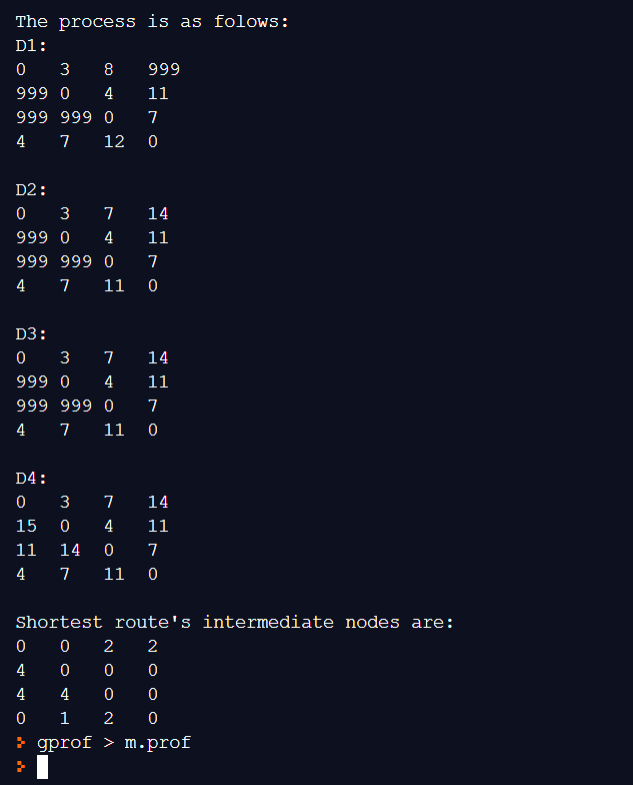 The process is as folows:
D1:
0   3   8   999
999 0   4   11
999 999 0   7
4   7   12  0

D2:
0   3   7   14
999 0   4   11
999 999 0   7
4   7   11  0

D3:
0   3   7   14
999 0   4   11
999 999 0   7
4   7   11  0

D4:
0   3   7   14
15  0   4   11
11  14  0   7
4   7   11  0

Shortest route's intermediate nodes are:
0   0   2   2
4   0   0   0
4   4   0   0
0   1   2   0
> gprof > m.prof
>